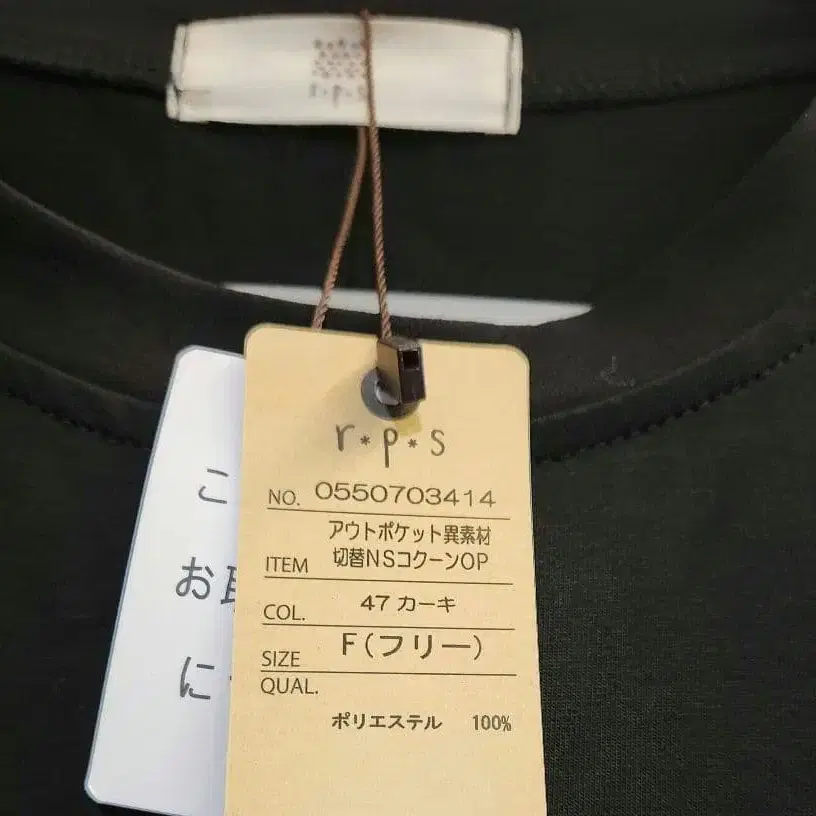 r・p・s
r*p*s
NO. 0550703414
アウトポケット異素材
ITEM 切替NSコクーンOP
COL. 47 カーキ
SIZE F(フリー)
QUAL.
ポリエステル 100%
こ
お取
に